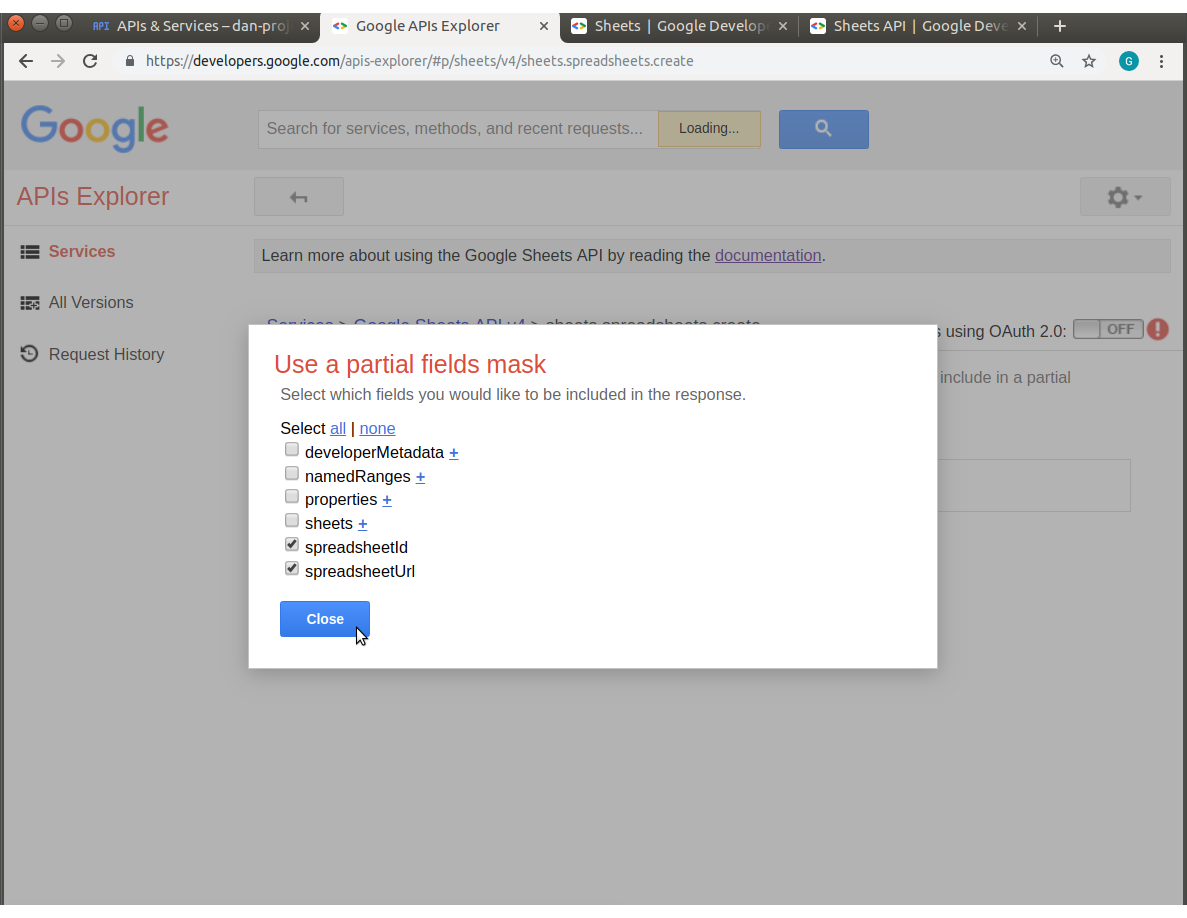 API APIs & Services – dan-proj
Google APIs Explorer
Sheets | Google Develope
Sheets API | Google Deve
https://developers.google.com/apis-explorer/#p/sheets/v4/sheets.spreadsheets.create
G
Google
Search for services, methods, and recent requests...
Loading...
APIs Explorer
Services
Learn more about using the Google Sheets API by reading the documentation.
All Versions
Services > Google Sheets API v4 > sheets.spreadsheets.create
using OAuth 2.0: OFF
Request History
include in a partial
Use a partial fields mask
Select which fields you would like to be included in the response.
Select all | none
developerMetadata +
namedRanges +
properties +
sheets +
spreadsheetId
spreadsheetUrl
Close